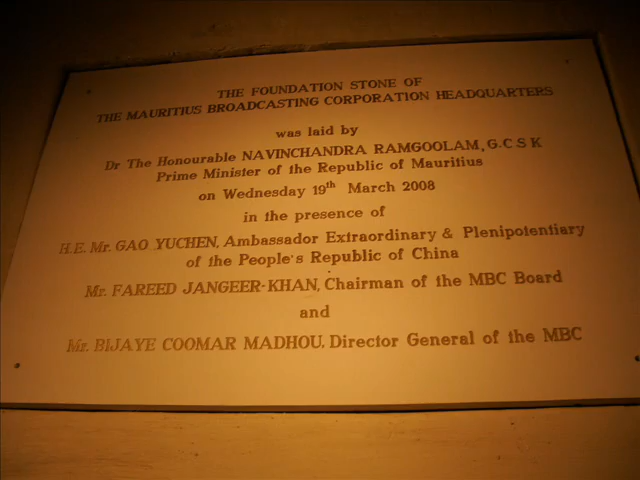 THE FOUNDATION STONE OF
THE MAURITIUS BROADCASTING CORPORATION HEADQUARTERS
was laid by
Dr The Honourable NAVINCHANDRA RAMGOOLAM, G.C.S.K
Prime Minister of the Republic of Mauritius
on Wednesday 19th March 2008
in the presence of
H.E. Mr. GAO YUCHEN, Ambassador Extraordinary & Plenipotentiary
of the People's Republic of China
Mr. FAREED JANGEER-KHAN, Chairman of the MBC Board
and
Mr. BIJAYE COOMAR MADHOU, Director General of the MBC